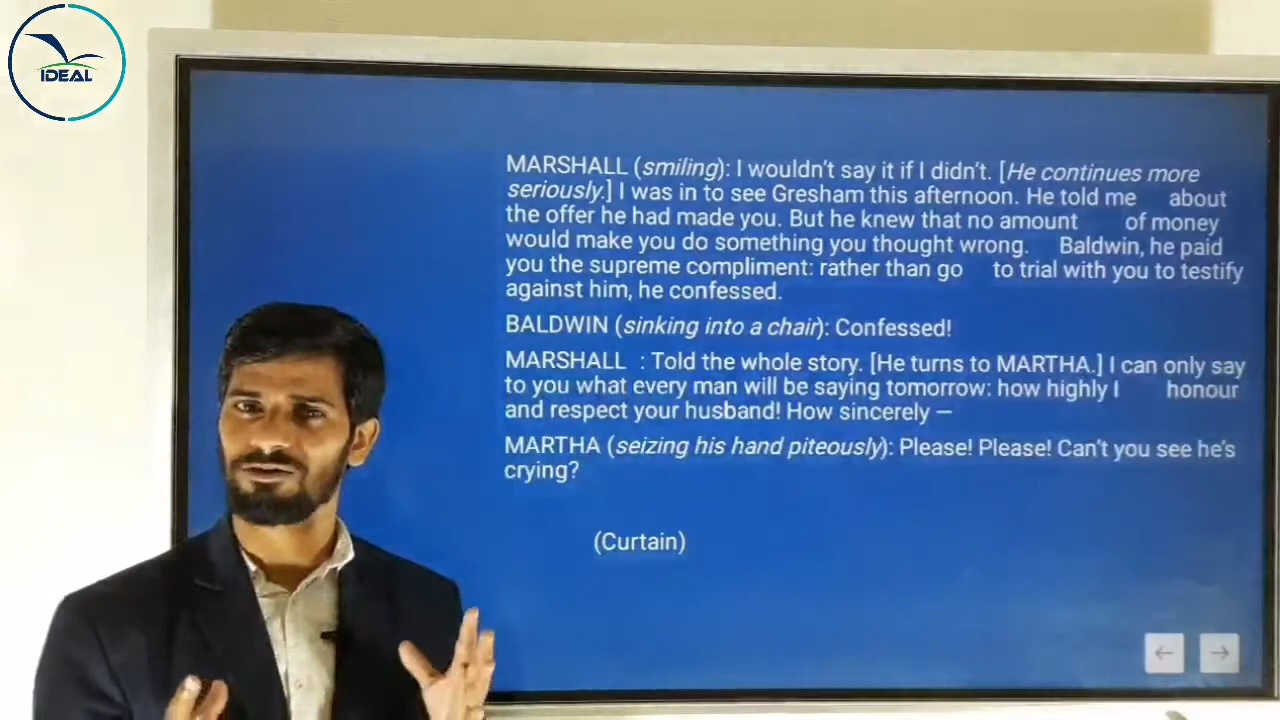 IDEAL
MARSHALL (smiling): I wouldn't say it if I didn't. [He continues more
seriously.] I was in to see Gresham this afternoon. He told me about
the offer he had made you. But he knew that no amount of money
would make you do something you thought wrong. Baldwin, he paid
you the supreme compliment: rather than go to trial with you to testify
against him, he confessed.
BALDWIN (sinking into a chair): Confessed!
MARSHALL : Told the whole story. [He turns to MARTHA.] I can only say
to you what every man will be saying tomorrow: how highly I honour
and respect your husband! How sincerely —
MARTHA (seizing his hand piteously): Please! Please! Can't you see he's
crying?
(Curtain)